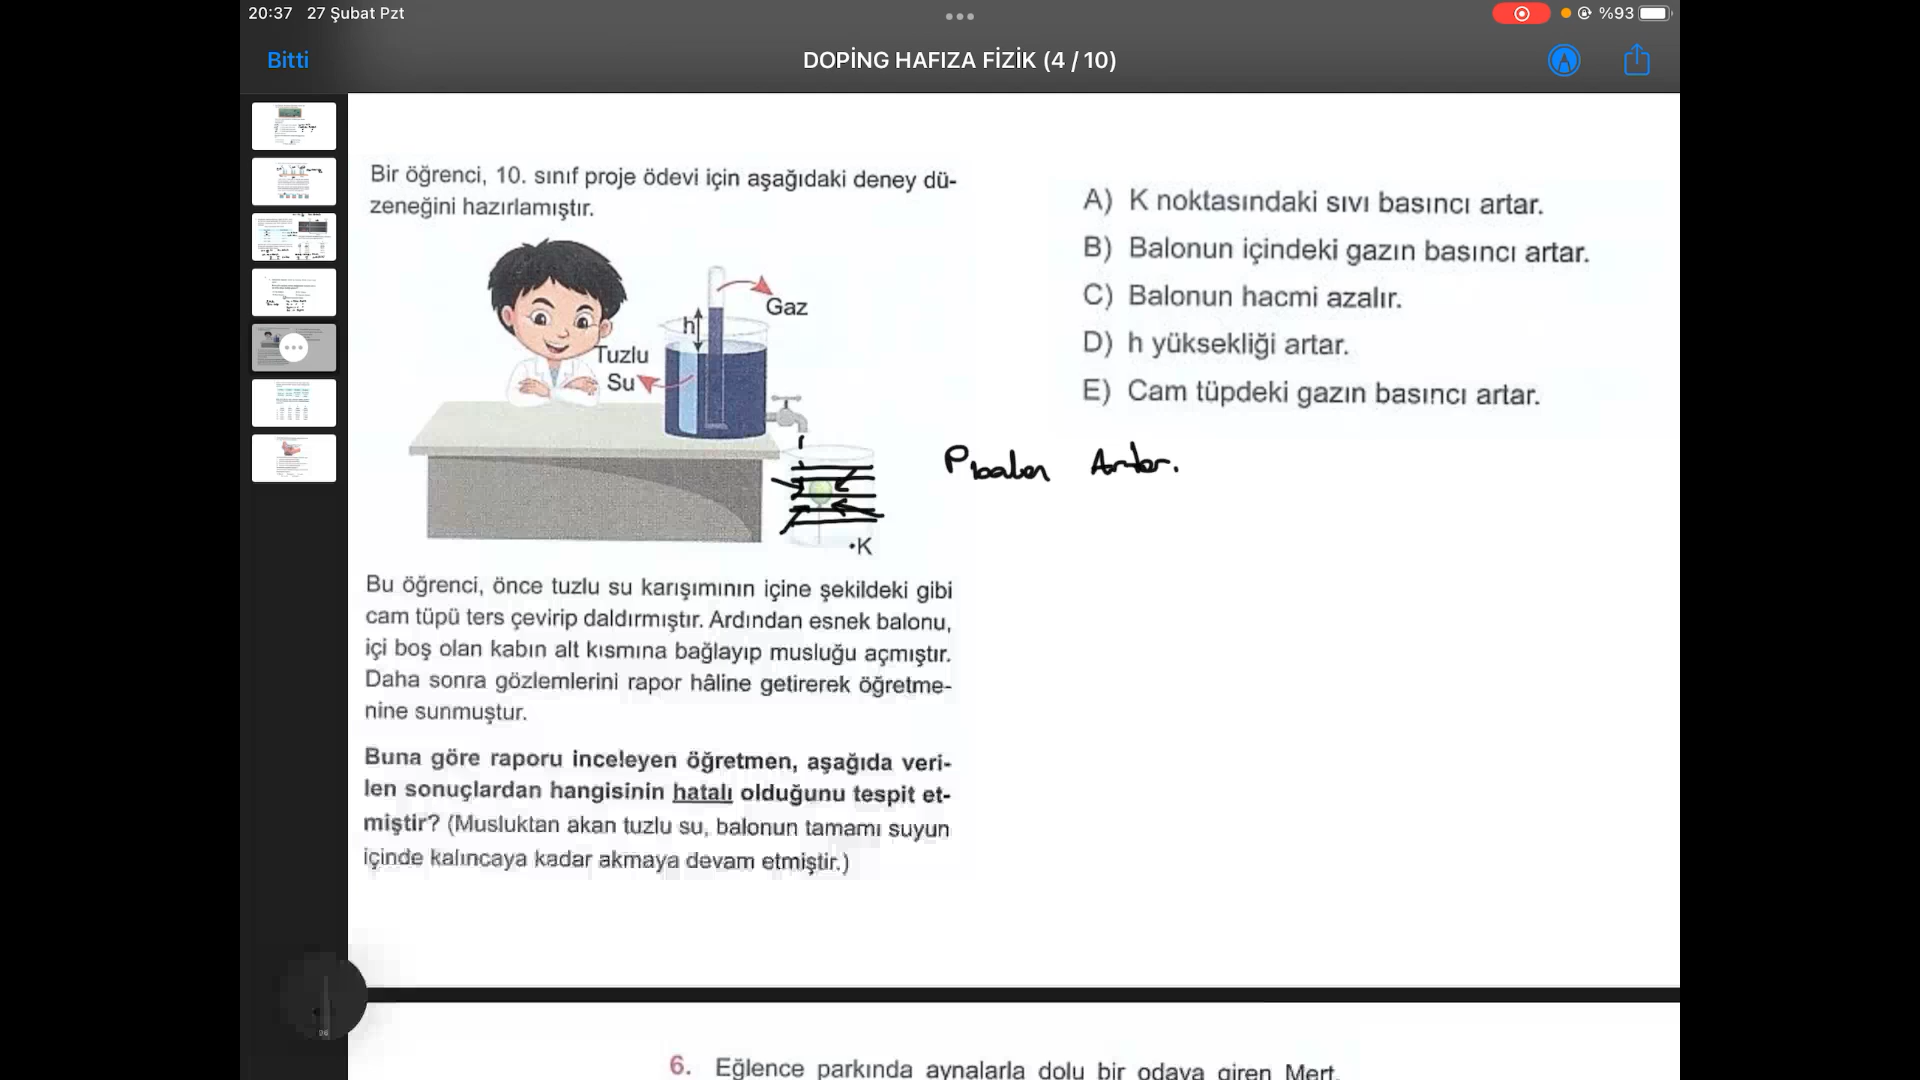 20:37 27 Şubat Pzt
%93
Bitti
DOPİNG HAFIZA FİZİK (4 / 10)
Bir öğrenci, 10. sınıf proje ödevi için aşağıdaki deney dü-
zeneğini hazırlamıştır.
Gaz
h
Tuzlu
Su
•K
Bu öğrenci, önce tuzlu su karışımının içine şekildeki gibi
cam tüpü ters çevirip daldırmıştır. Ardından esnek balonu,
içi boş olan kabın alt kısmına bağlayıp musluğu açmıştır.
Daha sonra gözlemlerini rapor hâline getirerek öğretme-
nine sunmuştur.
Buna göre raporu inceleyen öğretmen, aşağıda veri-
len sonuçlardan hangisinin hatalı olduğunu tespit et-
miştir? (Musluktan akan tuzlu su, balonun tamamı suyun
içinde kalıncaya kadar akmaya devam etmiştir.)
A) K noktasındaki sıvı basıncı artar.
B) Balonun içindeki gazın basıncı artar.
C) Balonun hacmi azalır.
D) h yüksekliği artar.
E) Cam tüpdeki gazın basıncı artar.
Pbalon Artar.
6. Eğlence parkında aynalarla dolu bir odaya giren Mert,